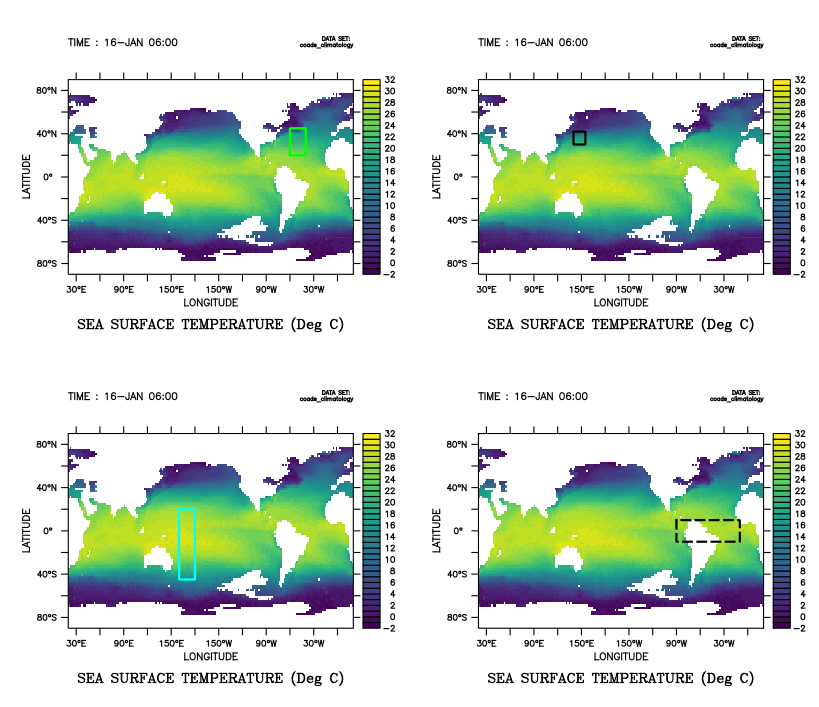 TIME : 16-JAN 06:00
DATA SET:
coads_climatology
80°N
40°N
0°
40°S
80°S
LATITUDE
30°E 90°E 150°E 150°W 90°W 30°W
LONGITUDE
32
30
28
26
24
22
20
18
16
14
12
10
8
6
4
2
0
-2
SEA SURFACE TEMPERATURE (Deg C)
TIME : 16-JAN 06:00
DATA SET:
coads_climatology
80°N
40°N
0°
40°S
80°S
LATITUDE
30°E 90°E 150°E 150°W 90°W 30°W
LONGITUDE
32
30
28
26
24
22
20
18
16
14
12
10
8
6
4
2
0
-2
SEA SURFACE TEMPERATURE (Deg C)
TIME : 16-JAN 06:00
DATA SET:
coads_climatology
80°N
40°N
0°
40°S
80°S
LATITUDE
30°E 90°E 150°E 150°W 90°W 30°W
LONGITUDE
32
30
28
26
24
22
20
18
16
14
12
10
8
6
4
2
0
-2
SEA SURFACE TEMPERATURE (Deg C)
TIME : 16-JAN 06:00
DATA SET:
coads_climatology
80°N
40°N
0°
40°S
80°S
LATITUDE
30°E 90°E 150°E 150°W 90°W 30°W
LONGITUDE
32
30
28
26
24
22
20
18
16
14
12
10
8
6
4
2
0
-2
SEA SURFACE TEMPERATURE (Deg C)